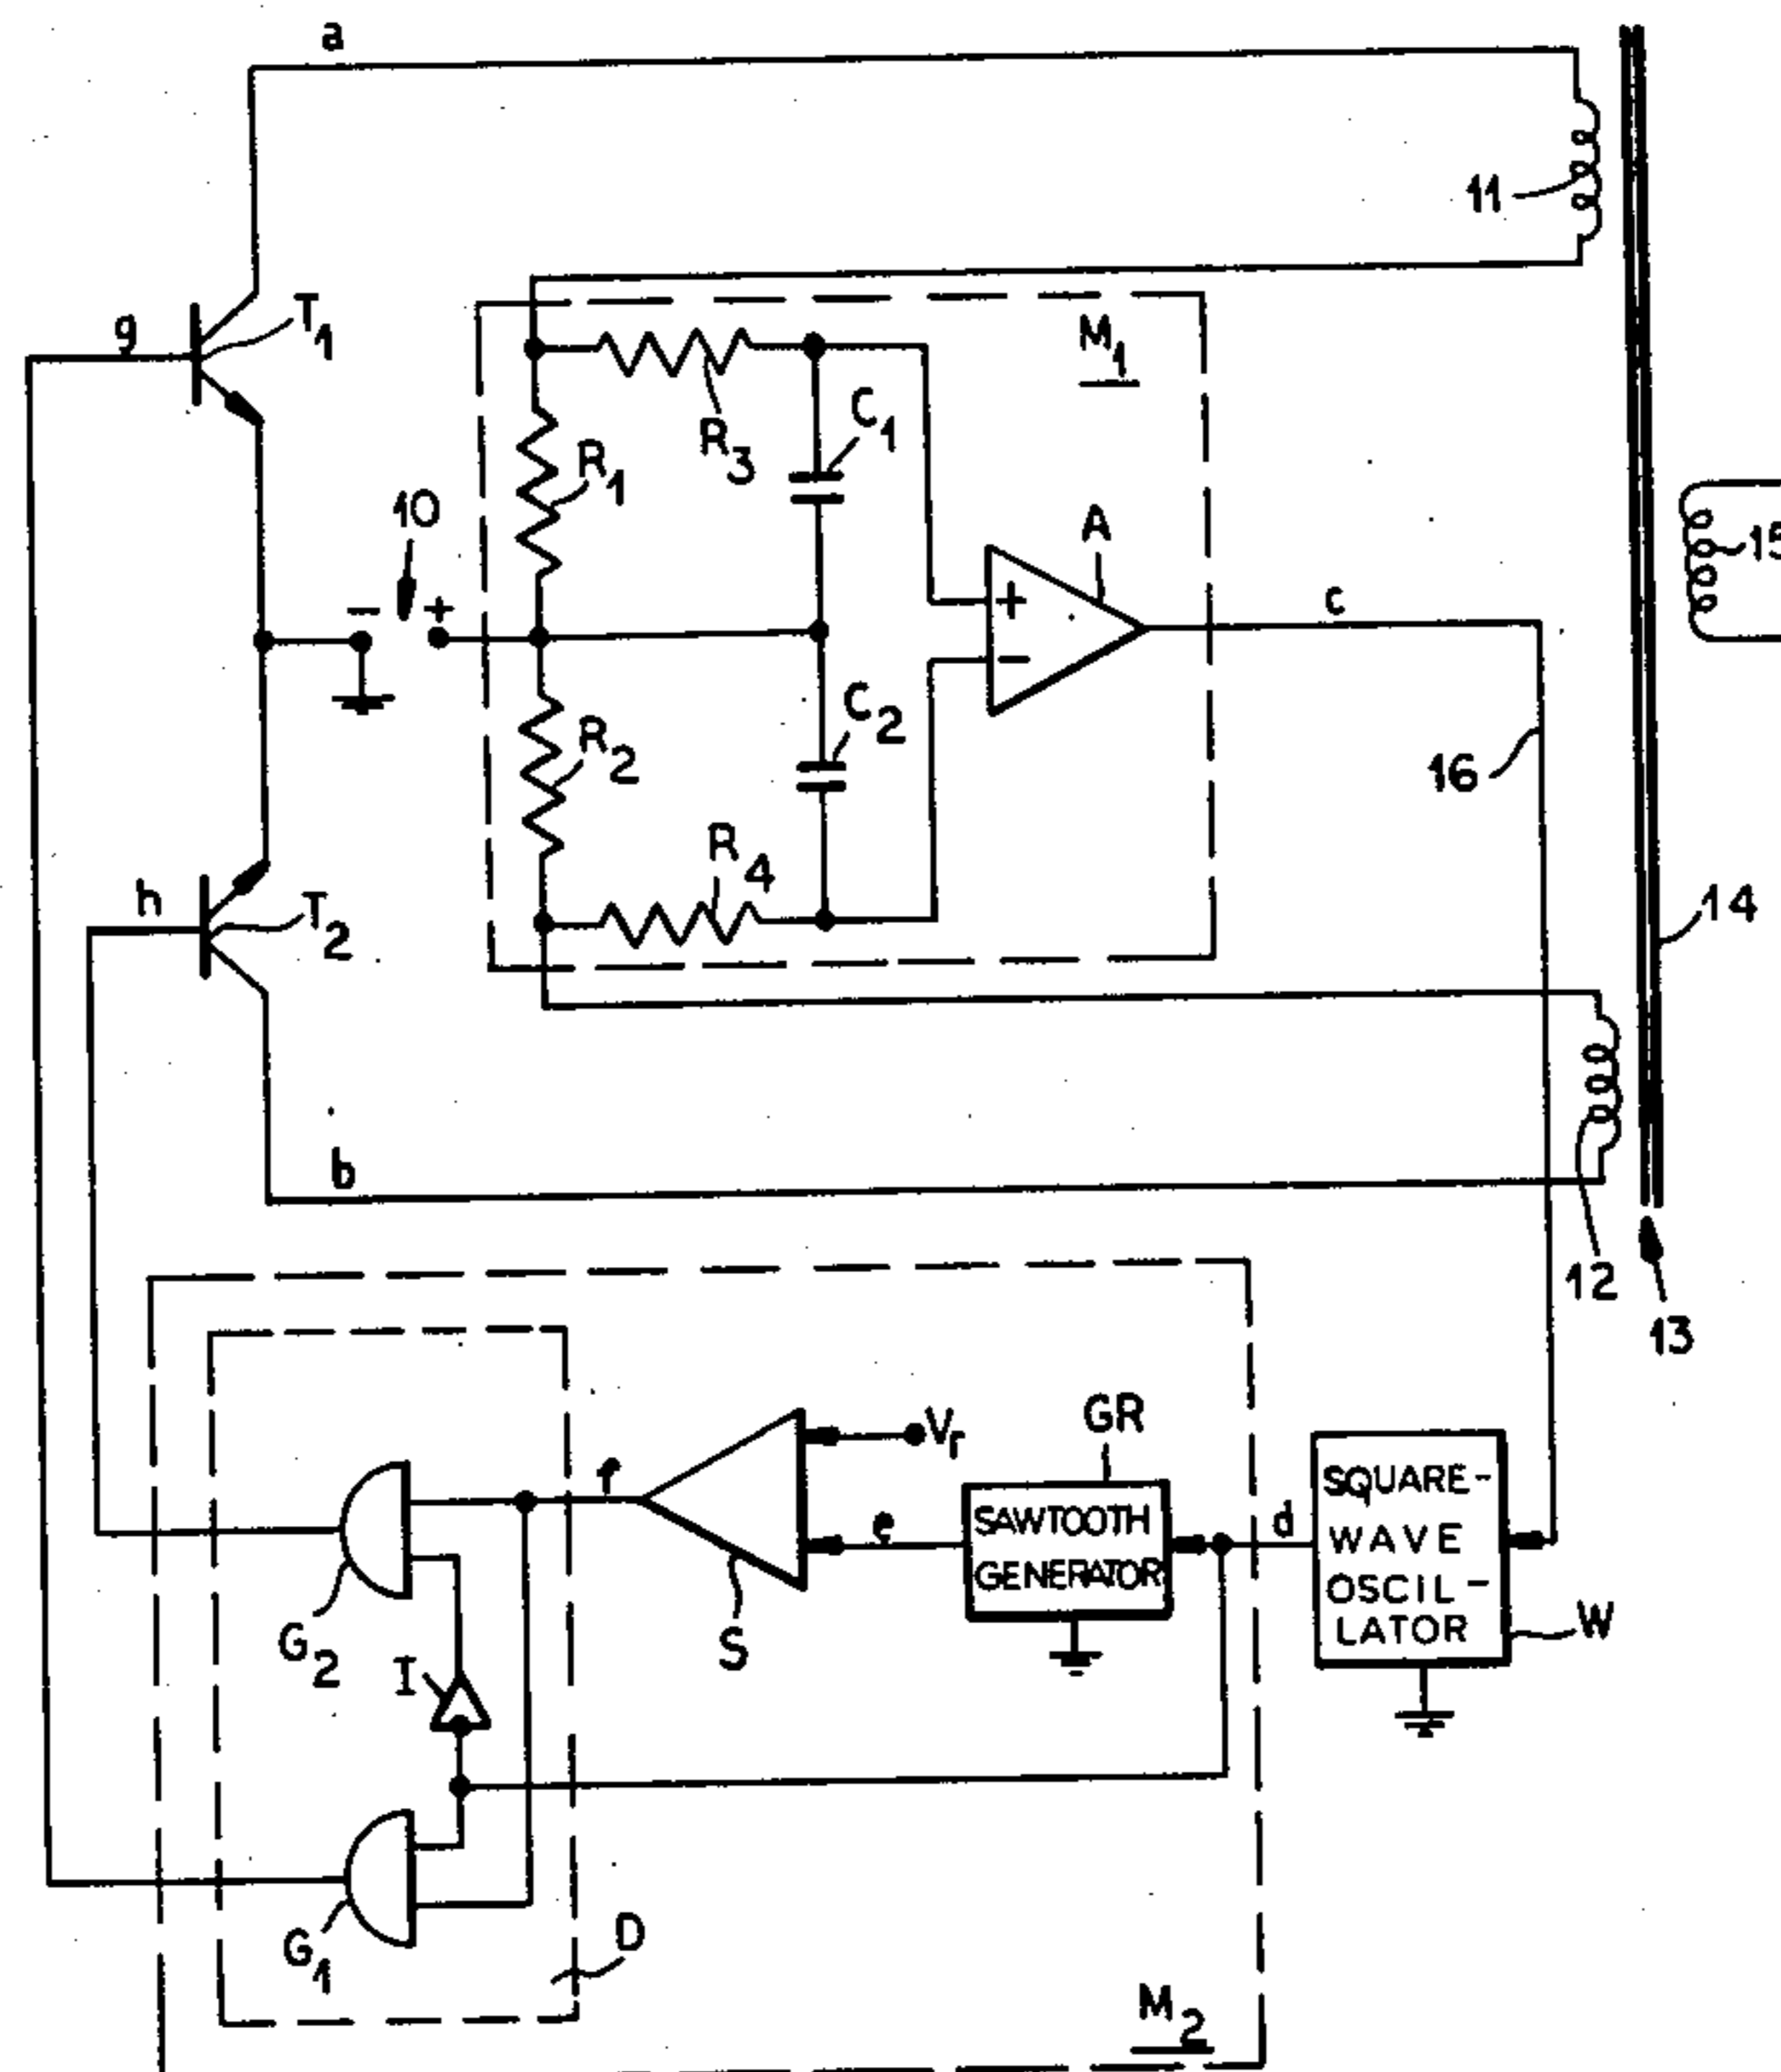 a
11
g
T1
M1
R3
C1
R1
10
A
- +
+
-
c
15
C2
R2
16
R4
h
T2
14
b
12
13
GR
Vr
f
SQUARE-
WAVE
OSCIL-
LATOR
SAWTOOTH
GENERATOR
e
d
G2
S
W
I
G1
D
M2